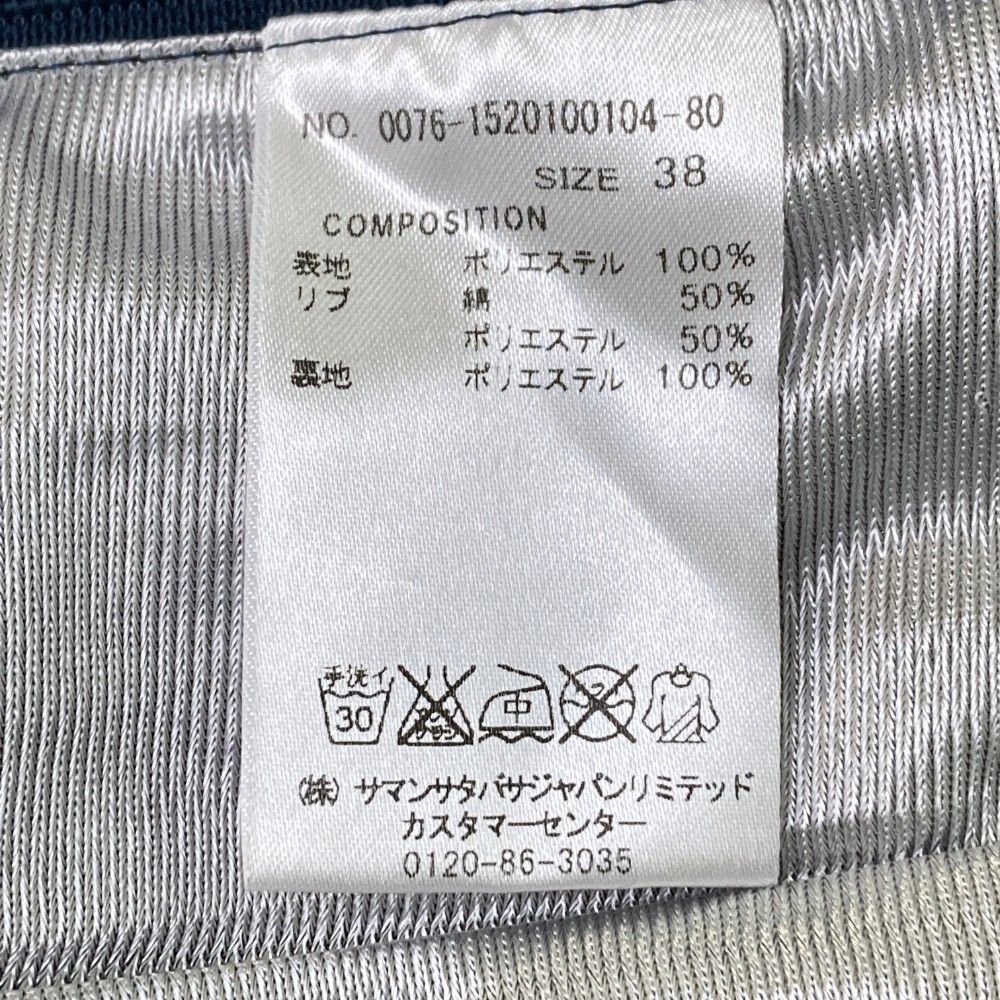 NO. 0076-1520100104-80
SIZE 38
COMPOSITION
表地 ポリエステル 100%
リブ 綿 50%
ポリエステル 50%
裏地 ポリエステル 100%
手洗イ
30 中
(株) サマンサタバサジャパンリミテッド
カスタマーセンター
0120-86-3035